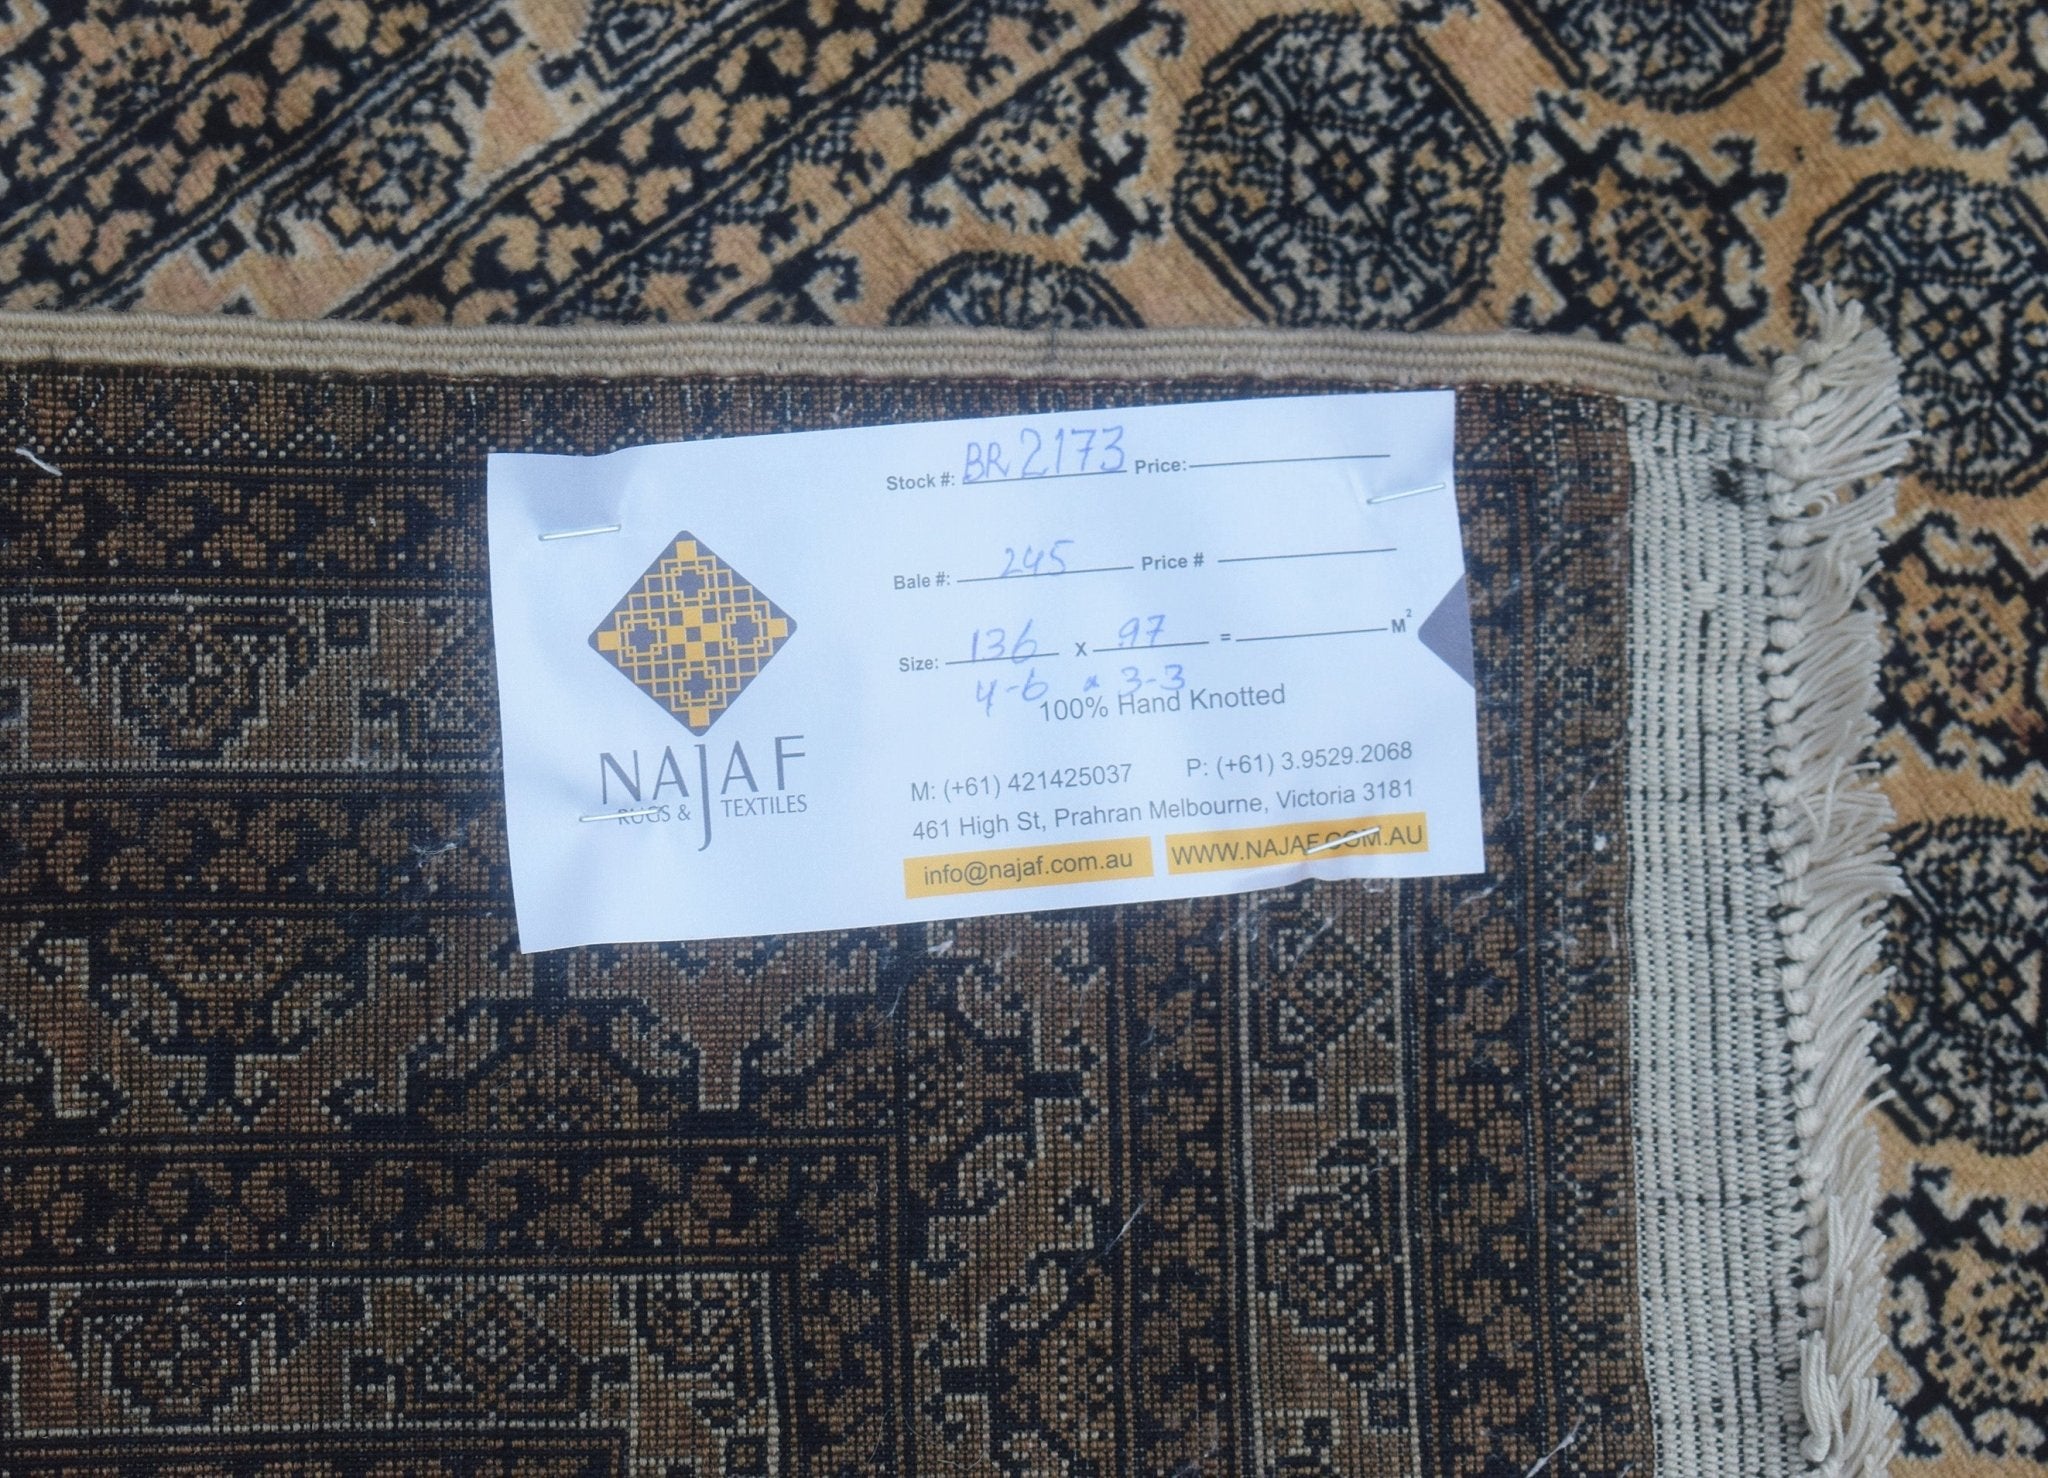 Stock #: BR 2173 Price:
Bale #: 245 Price #
Size: 136 x 97 = M²
4-6 x 3-3
100% Hand Knotted
NAJAF
RUGS & TEXTILES
M: (+61) 421425037 P: (+61) 3.9529.2068
461 High St, Prahran Melbourne, Victoria 3181
info@najaf.com.au WWW.NAJAF.COM.AU